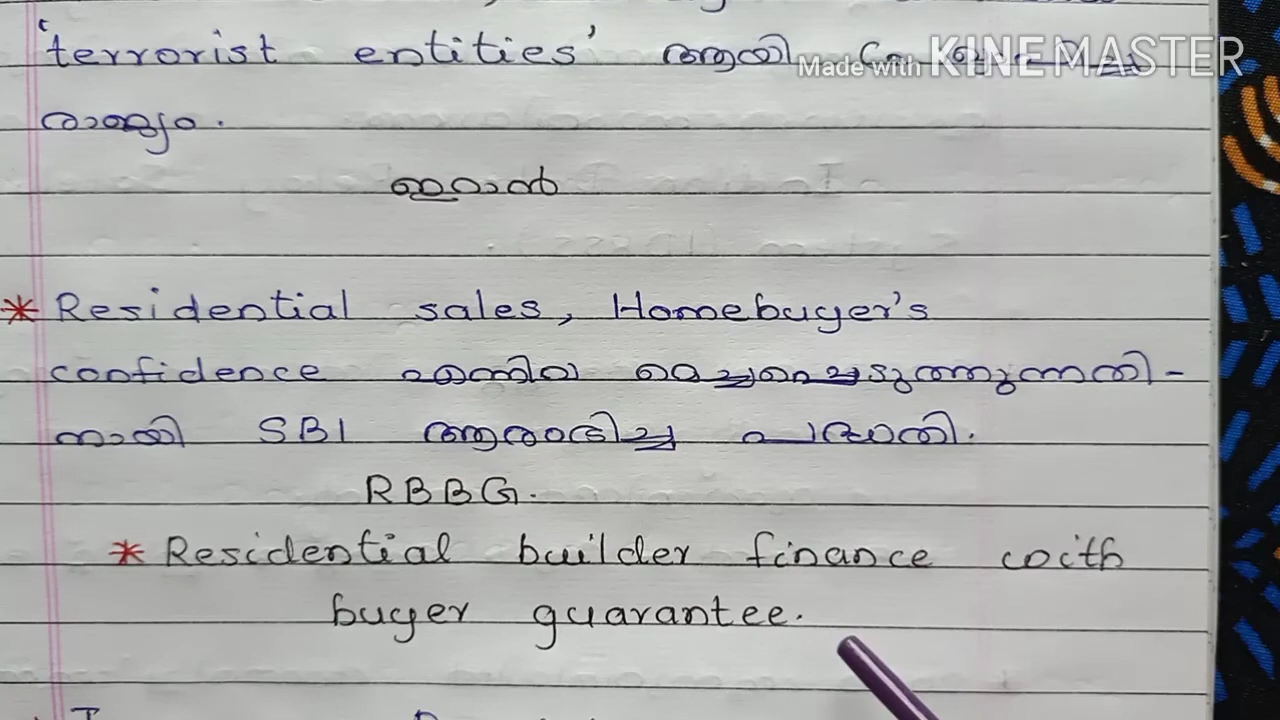 'terrorist entities' ആയി
Made with KINEMASTER
രാജ്യം.
ഇറാൻ
* Residential sales, Homebuyer's
confidence എന്നിവ മെച്ചപ്പെടുത്തുന്നതി-
നായി SBI ആരംഭിച്ച പദ്ധതി.
RBBG.
* Residential builder finance with
buyer guarantee.